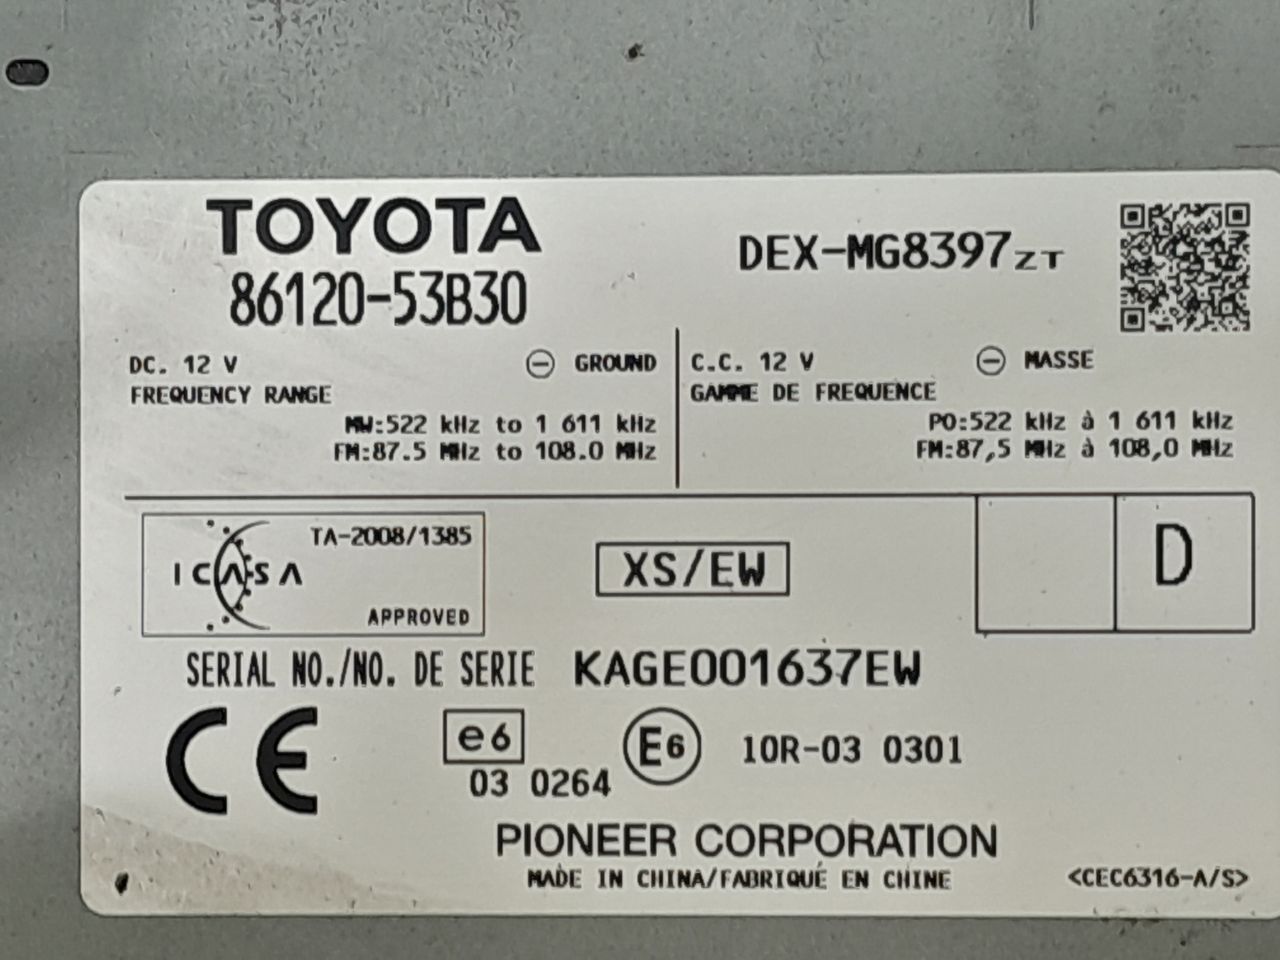 TOYOTA
86120-53B30
DEX-MG8397ZT
DC. 12 V ⊖ GROUND
FREQUENCY RANGE
MW:522 kHz to 1 611 kHz
FM:87.5 MHz to 108.0 MHz
C.C. 12 V ⊖ MASSE
GAMME DE FREQUENCE
PO:522 kHz à 1 611 kHz
FM:87,5 MHz à 108,0 MHz
ICASA
TA-2008/1385
APPROVED
XS/EW
D
SERIAL NO./NO. DE SERIE KAGE001637EW
CE
e6
03 0264
E6 10R-03 0301
PIONEER CORPORATION
MADE IN CHINA/FABRIQUÉ EN CHINE
<CEC6316-A/S>